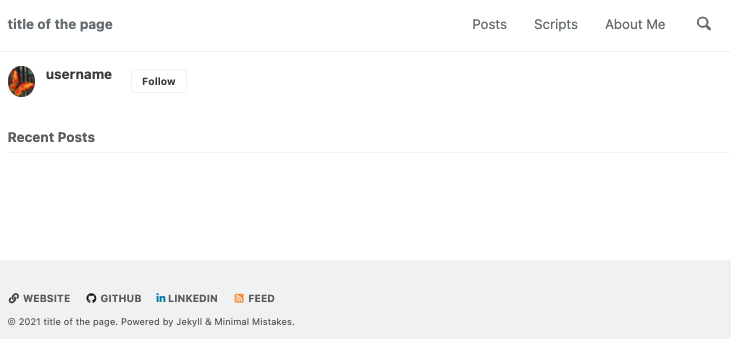 title of the page Posts Scripts About Me
username Follow
Recent Posts
WEBSITE GITHUB LINKEDIN FEED
© 2021 title of the page. Powered by Jekyll & Minimal Mistakes.